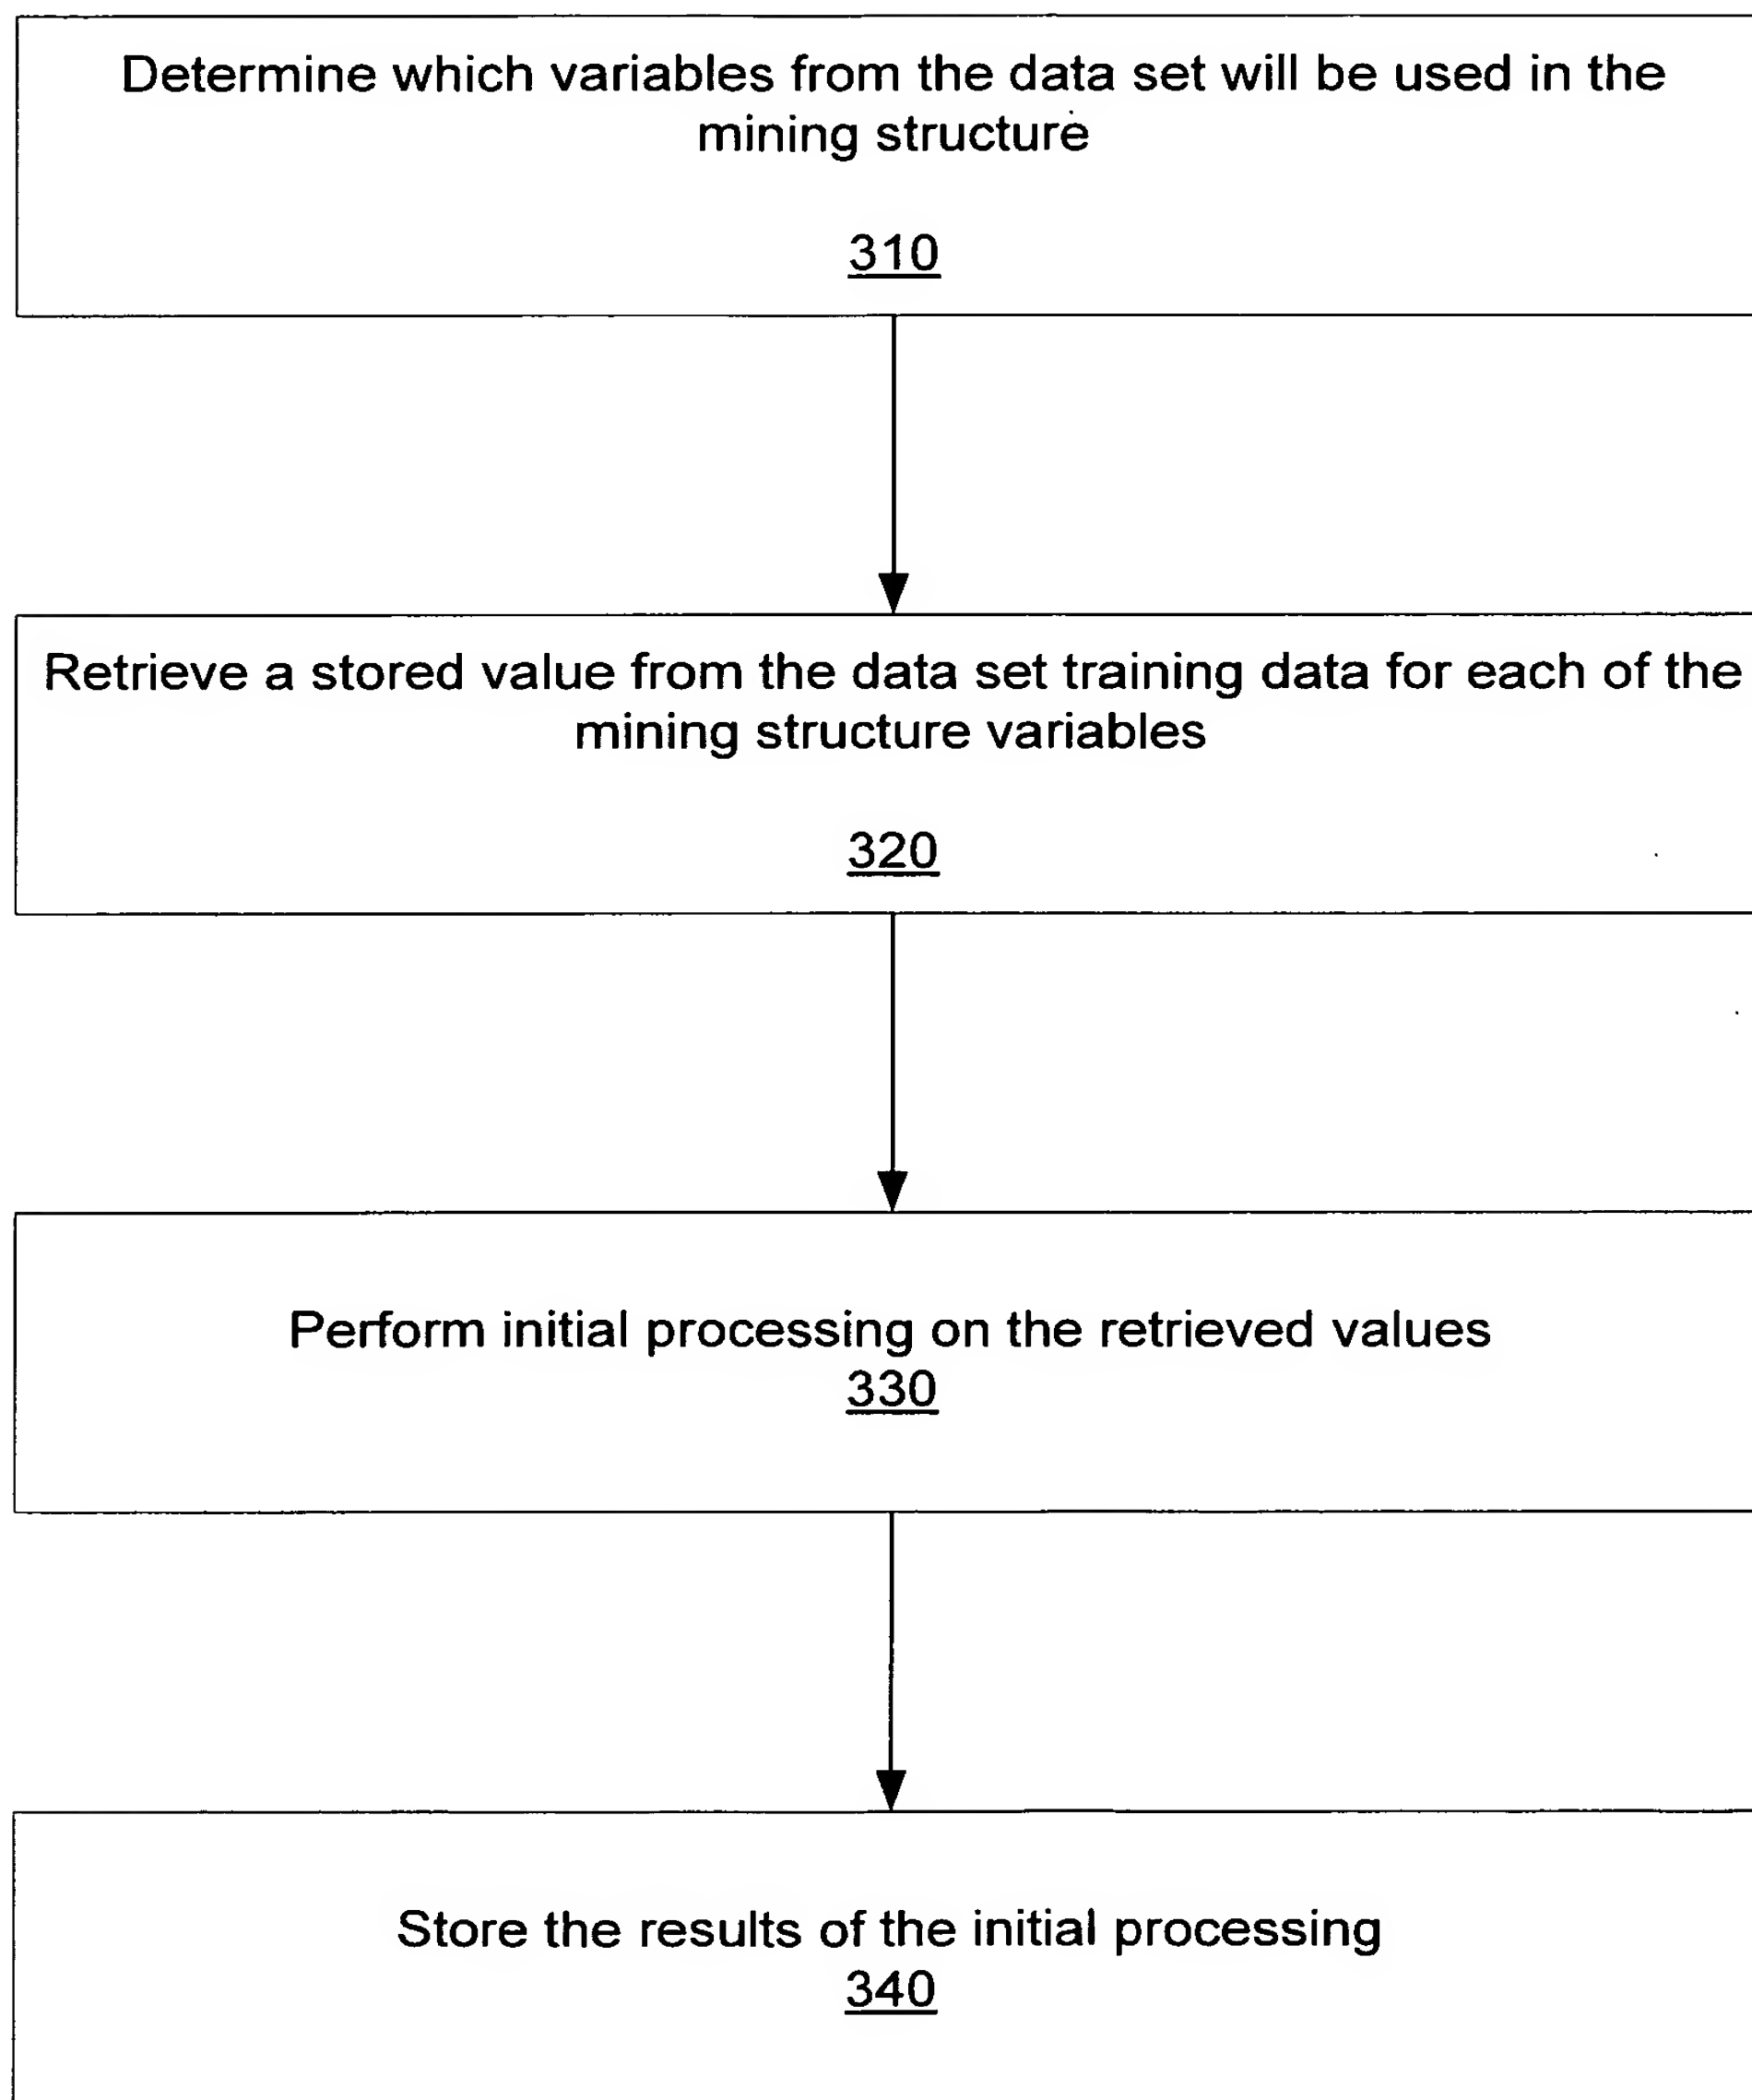 Determine which variables from the data set will be used in the
mining structure
310
Retrieve a stored value from the data set training data for each of the
mining structure variables
320
Perform initial processing on the retrieved values
330
Store the results of the initial processing
340